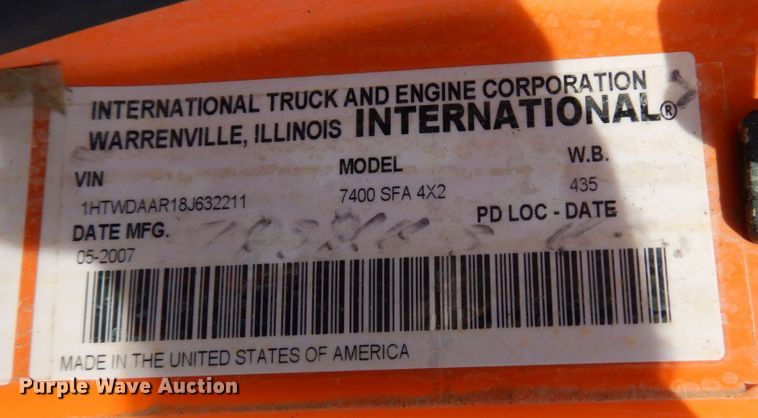 INTERNATIONAL TRUCK AND ENGINE CORPORATION
WARRENVILLE, ILLINOIS INTERNATIONAL®
VIN MODEL W.B.
1HTWDAAR18J632211 7400 SFA 4X2 435
DATE MFG. PD LOC - DATE
05-2007
MADE IN THE UNITED STATES OF AMERICA
Purple Wave Auction